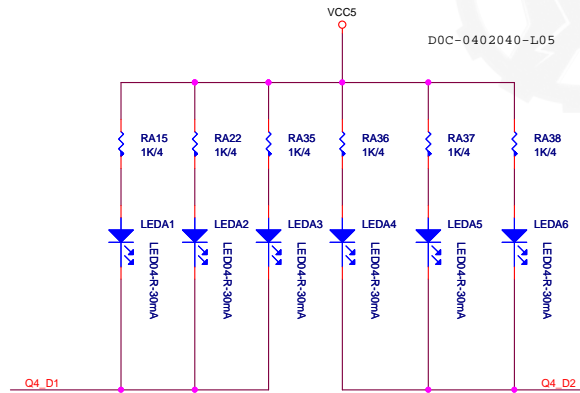 VCC5
D0C-0402040-L05
RA15
1K/4
RA22
1K/4
RA35
1K/4
RA36
1K/4
RA37
1K/4
RA38
1K/4
LEDA1
LED04-R-30mA
LEDA2
LED04-R-30mA
LEDA3
LED04-R-30mA
LEDA4
LED04-R-30mA
LEDA5
LED04-R-30mA
LEDA6
LED04-R-30mA
Q4_D1
Q4_D2